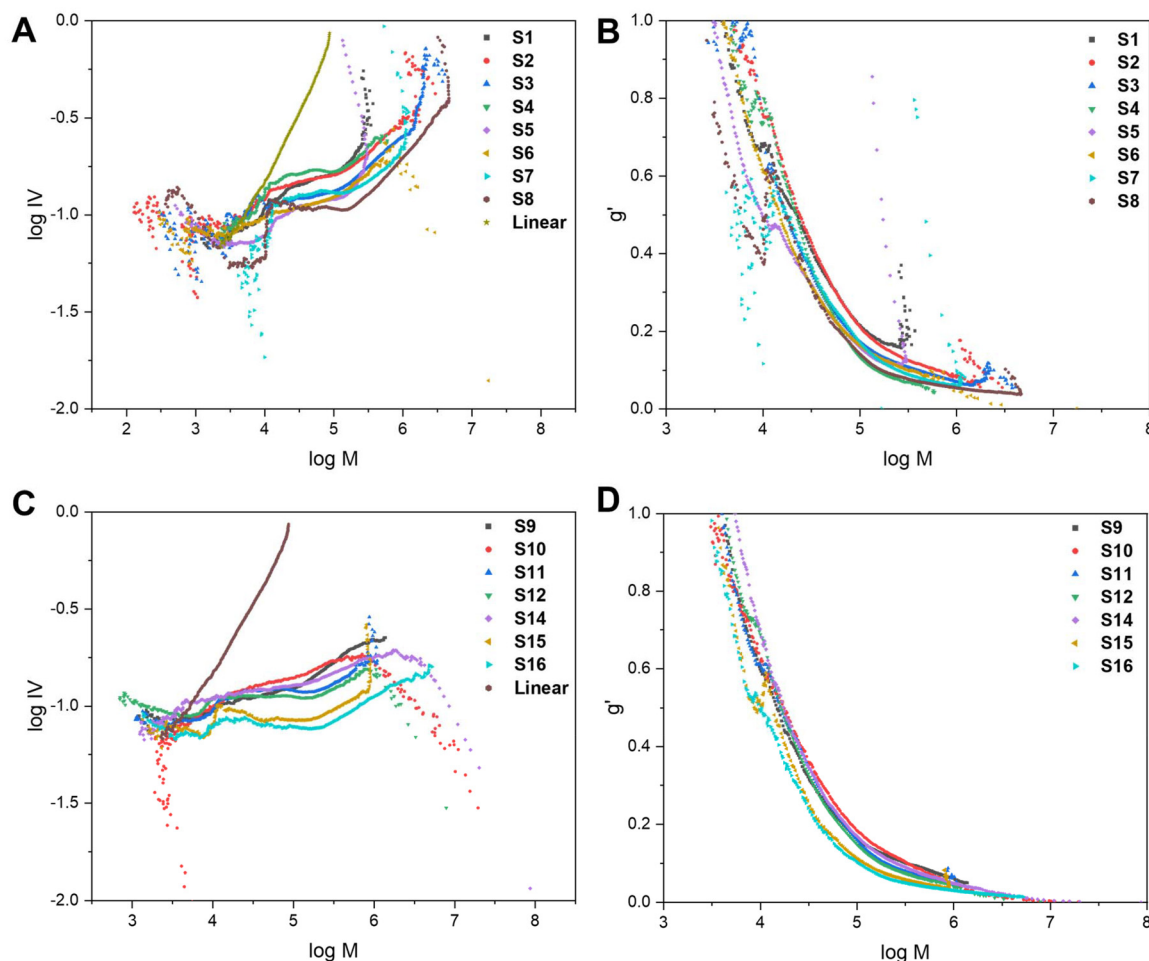 A
0.0
-0.5
-1.0
-1.5
-2.0
log IV
2 3 4 5 6 7 8
log M
S1
S2
S3
S4
S5
S6
S7
S8
Linear
B
1.0
0.8
0.6
0.4
0.2
0.0
g'
3 4 5 6 7 8
log M
S1
S2
S3
S4
S5
S6
S7
S8
C
0.0
-0.5
-1.0
-1.5
-2.0
log IV
3 4 5 6 7 8
log M
S9
S10
S11
S12
S14
S15
S16
Linear
D
1.0
0.8
0.6
0.4
0.2
0.0
g'
3 4 5 6 7 8
log M
S9
S10
S11
S12
S14
S15
S16